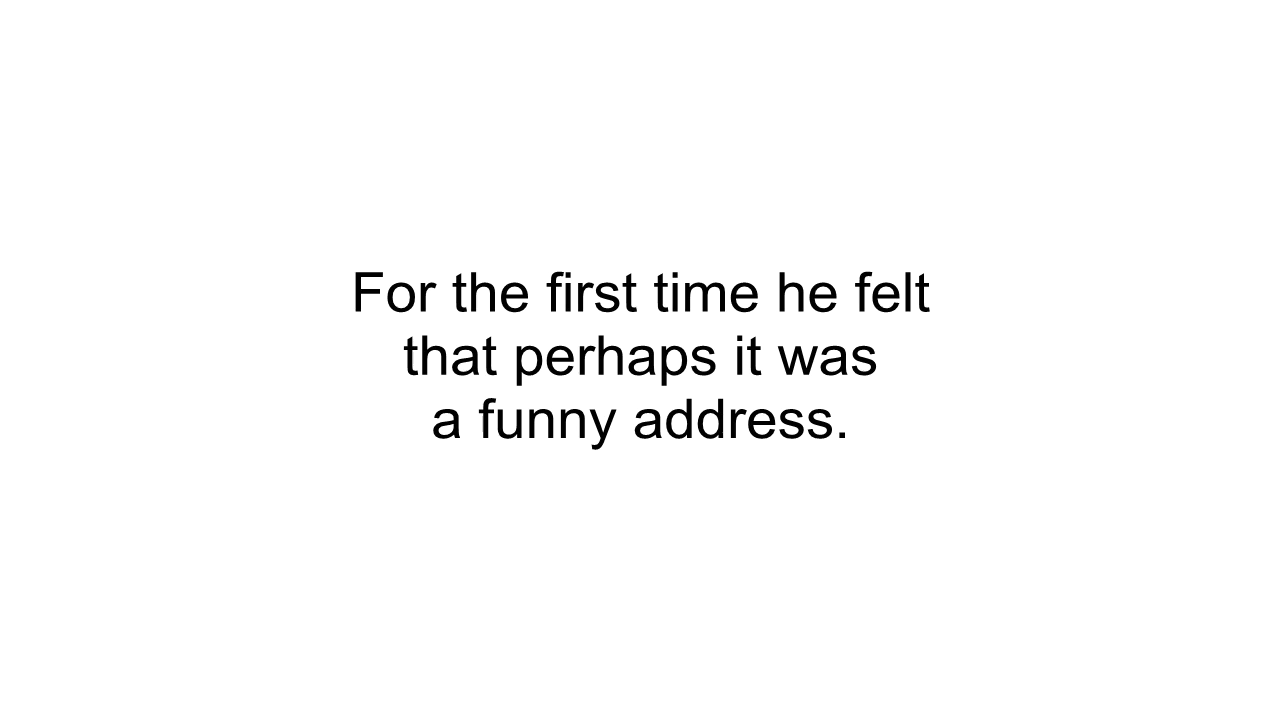 For the first time he felt
that perhaps it was
a funny address.